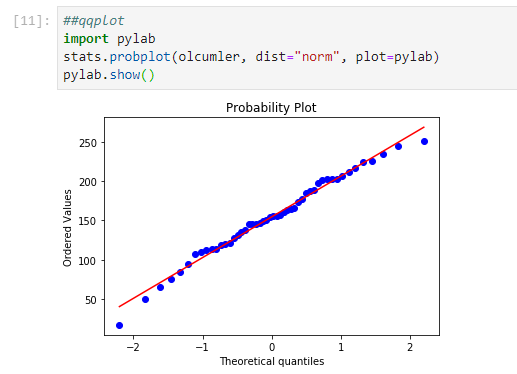 [11]: ##qqplot
import pylab
stats.probplot(olcumler, dist="norm", plot=pylab)
pylab.show()
Probability Plot
Ordered Values
250
200
150
100
50
−2 −1 0 1 2
Theoretical quantiles